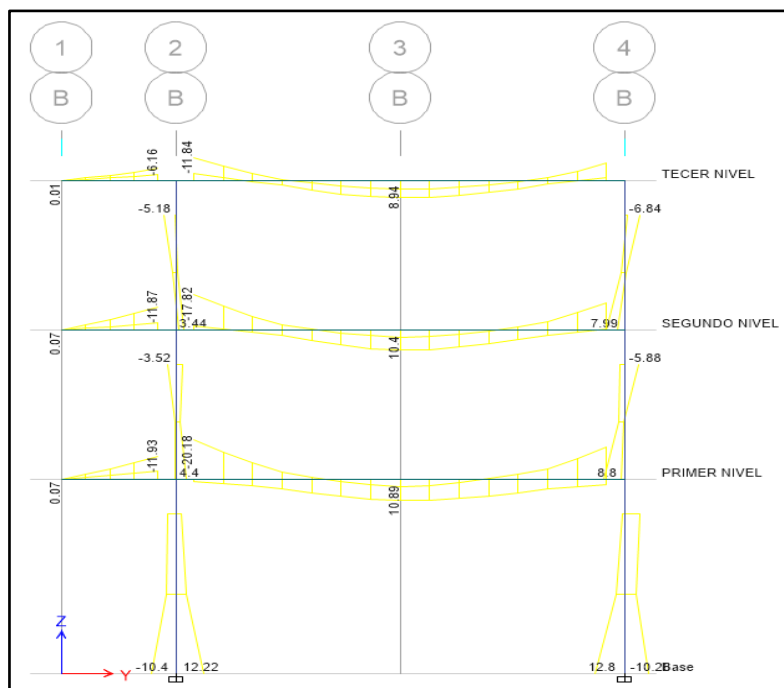 1 2 3 4
B B B B
-6.16 -11.84
TECER NIVEL
0.01 8.94
-5.18 -6.84
-11.87 -17.82
3.44 7.99 SEGUNDO NIVEL
0.07 10.4
-3.52 -5.88
-11.93 -20.18
4.4 8.8 PRIMER NIVEL
0.07 10.89
Z
Y
-10.4 12.22 12.8 Base